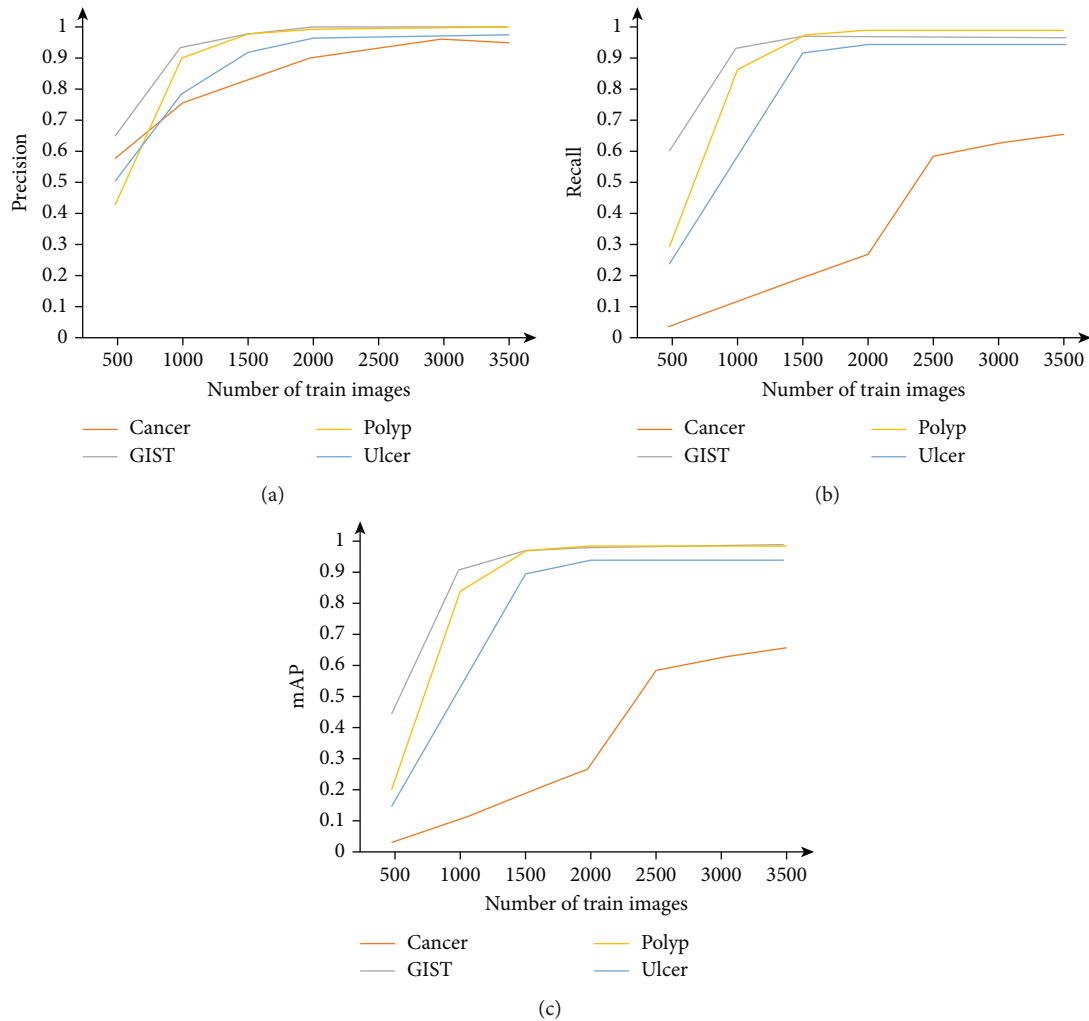 1
0.9
0.8
0.7
0.6
0.5
0.4
0.3
0.2
0.1
0
Precision
500 1000 1500 2000 2500 3000 3500
Number of train images
Cancer Polyp
GIST Ulcer
(a)
1
0.9
0.8
0.7
0.6
0.5
0.4
0.3
0.2
0.1
0
Recall
500 1000 1500 2000 2500 3000 3500
Number of train images
Cancer Polyp
GIST Ulcer
(b)
1
0.9
0.8
0.7
0.6
0.5
0.4
0.3
0.2
0.1
0
mAP
500 1000 1500 2000 2500 3000 3500
Number of train images
Cancer Polyp
GIST Ulcer
(c)